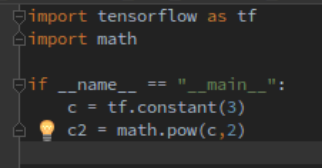 import tensorflow as tf
import math
if __name__ == "__main__":
    c = tf.constant(3)
    c2 = math.pow(c,2)